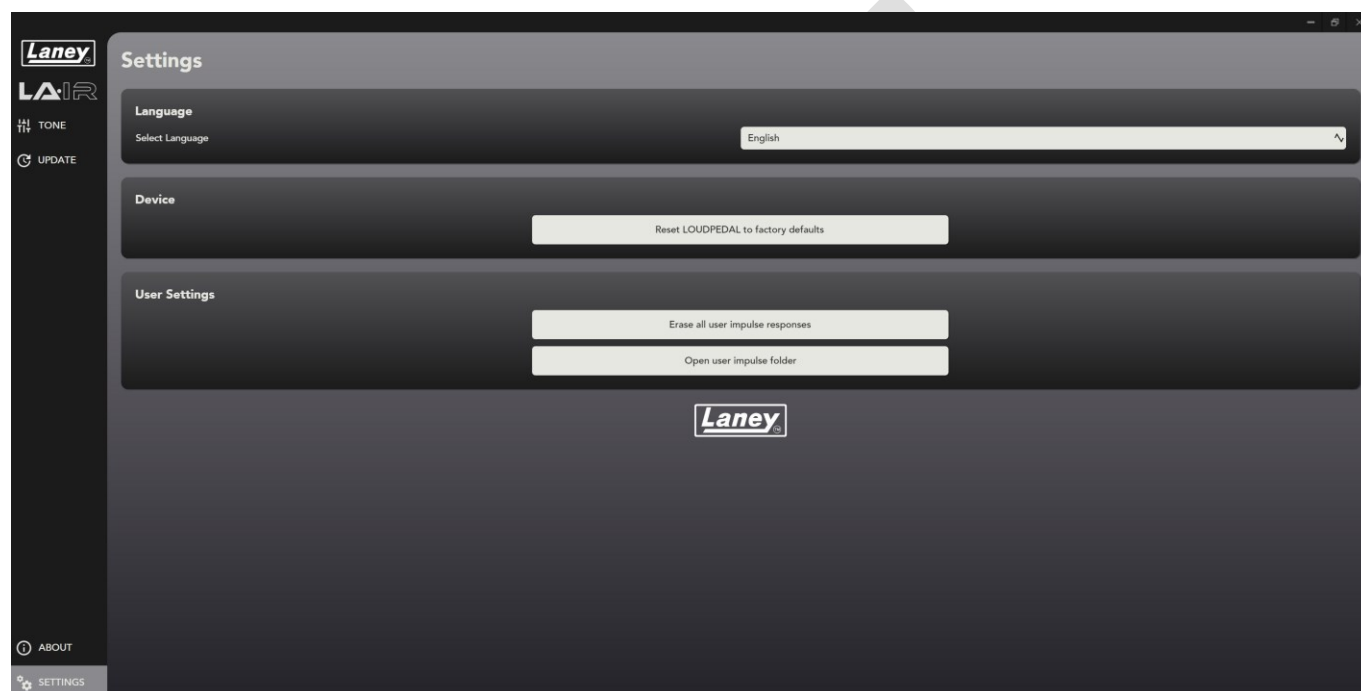 Laney
LA·IR
TONE
UPDATE
Settings
Language
Select Language
English
Device
Reset LOUDPEDAL to factory defaults
User Settings
Erase all user impulse responses
Open user impulse folder
Laney
ABOUT
SETTINGS